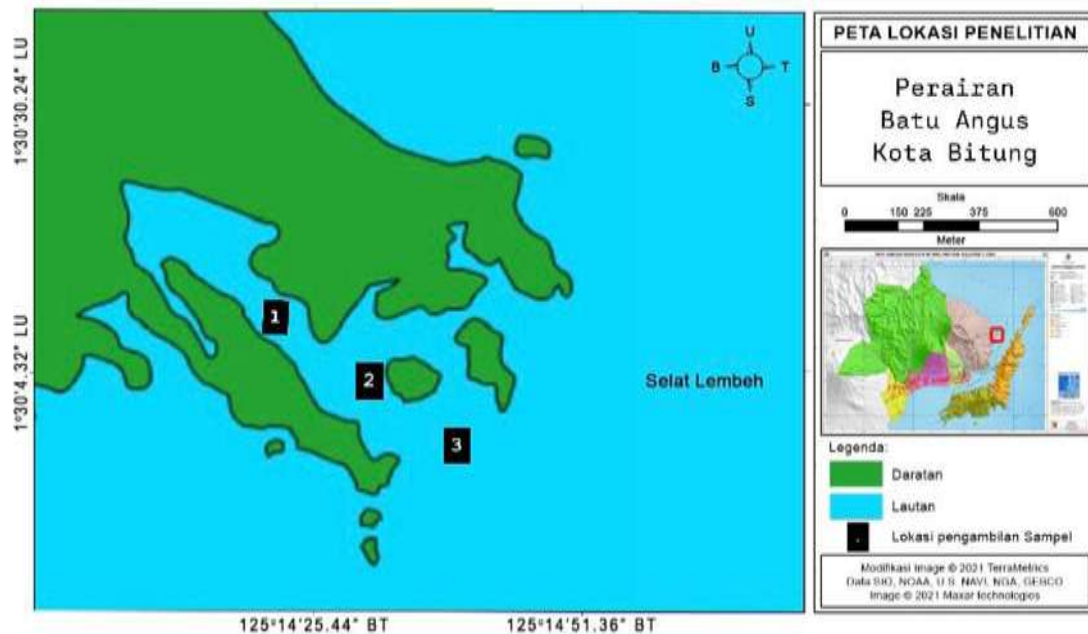 1°30'30.24" LU
1°30'4.32" LU
U
B T
S
1
2
3
Selat Lembeh
125°14'25.44" BT
125°14'51.36" BT
PETA LOKASI PENELITIAN
Perairan
Batu Angus
Kota Bitung
Skala
0 150 225 375 600
Meter
Legenda:
Daratan
Lautan
Lokasi pengambilan Sampel
Modifikasi Image © 2021 TerraMetrics
Data SIO, NOAA, U.S. NAVI, NGA, GEBCO
Image © 2021 Maxar technologies